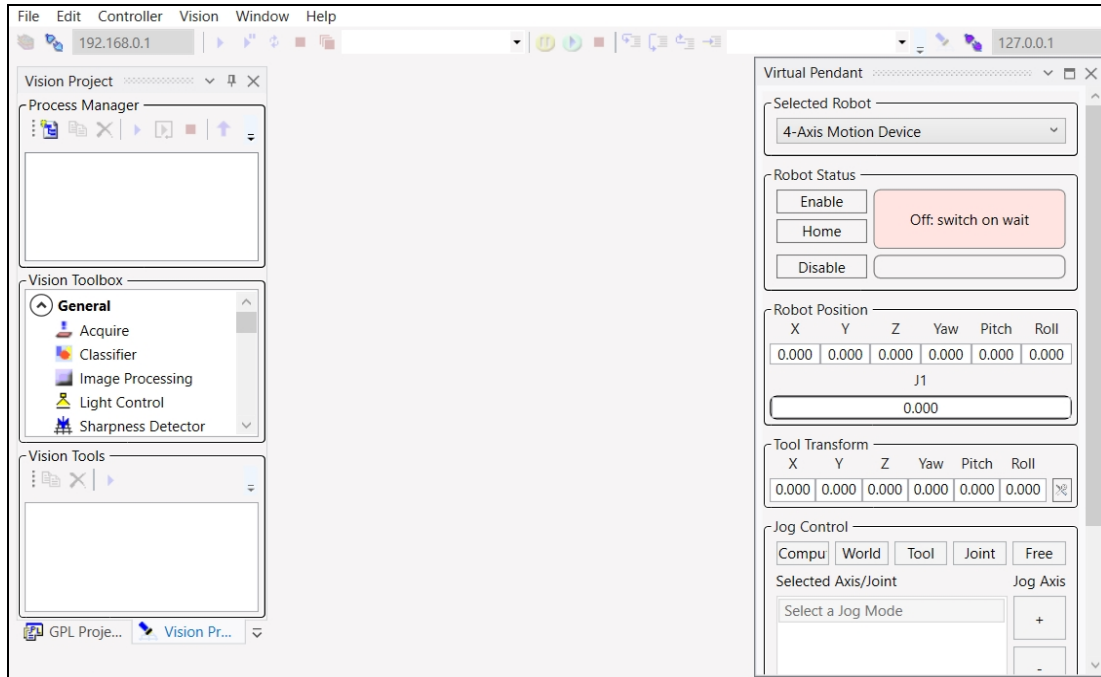 File Edit Controller Vision Window Help
192.168.0.1 127.0.0.1
Vision Project
Process Manager
Vision Toolbox
General
Acquire
Classifier
Image Processing
Light Control
Sharpness Detector
Vision Tools
GPL Proje... Vision Pr...
Virtual Pendant
Selected Robot
4-Axis Motion Device
Robot Status
Enable
Off: switch on wait
Home
Disable
Robot Position
X Y Z Yaw Pitch Roll
0.000 0.000 0.000 0.000 0.000 0.000
J1
0.000
Tool Transform
X Y Z Yaw Pitch Roll
0.000 0.000 0.000 0.000 0.000 0.000
Jog Control
Compu World Tool Joint Free
Selected Axis/Joint Jog Axis
Select a Jog Mode
+
-